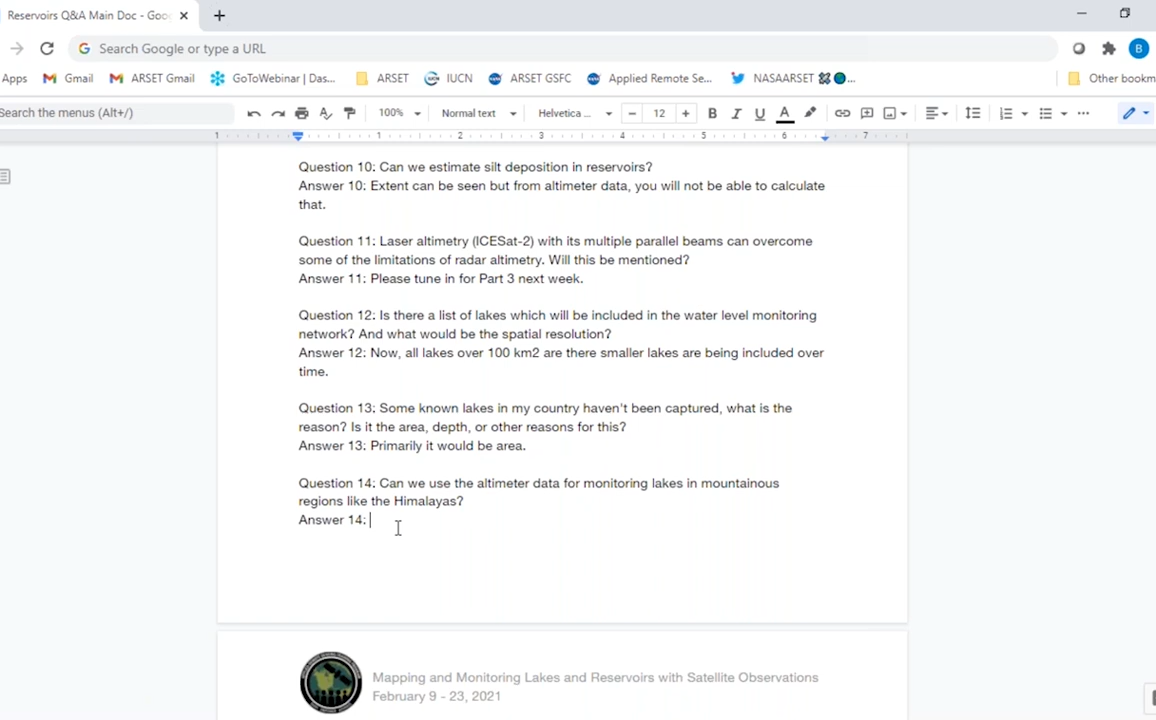 Reservoirs Q&A Main Doc - Goo
Search Google or type a URL
B
Apps Gmail ARSET Gmail GoToWebinar | Das... ARSET IUCN ARSET GSFC Applied Remote Se... NASAARSET ... Other bookm
Search the menus (Alt+/) 100% Normal text Helvetica ... 12 B I U A
1 1 2 3 4 5 6 7
Question 10: Can we estimate silt deposition in reservoirs?
Answer 10: Extent can be seen but from altimeter data, you will not be able to calculate
that.
Question 11: Laser altimetry (ICESat-2) with its multiple parallel beams can overcome
some of the limitations of radar altimetry. Will this be mentioned?
Answer 11: Please tune in for Part 3 next week.
Question 12: Is there a list of lakes which will be included in the water level monitoring
network? And what would be the spatial resolution?
Answer 12: Now, all lakes over 100 km2 are there smaller lakes are being included over
time.
Question 13: Some known lakes in my country haven't been captured, what is the
reason? Is it the area, depth, or other reasons for this?
Answer 13: Primarily it would be area.
Question 14: Can we use the altimeter data for monitoring lakes in mountainous
regions like the Himalayas?
Answer 14:
Mapping and Monitoring Lakes and Reservoirs with Satellite Observations
February 9 - 23, 2021